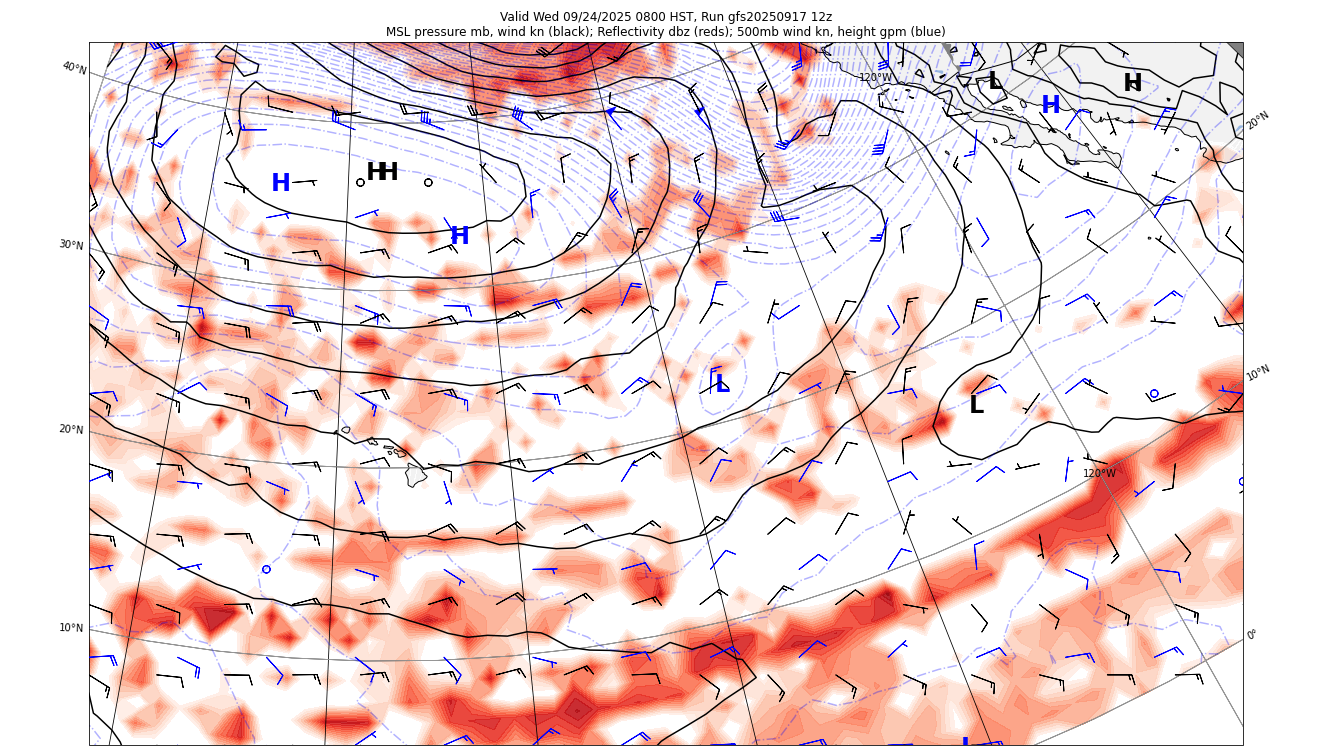 Valid Wed 09/24/2025 0800 HST, Run gfs20250917 12z
MSL pressure mb, wind kn (black); Reflectivity dbz (reds); 500mb wind kn, height gpm (blue)
40°N
120°W
L
H
H
20°N
H
HH
30°N
H
10°N
L
L
20°N
120°W
10°N
0°
L